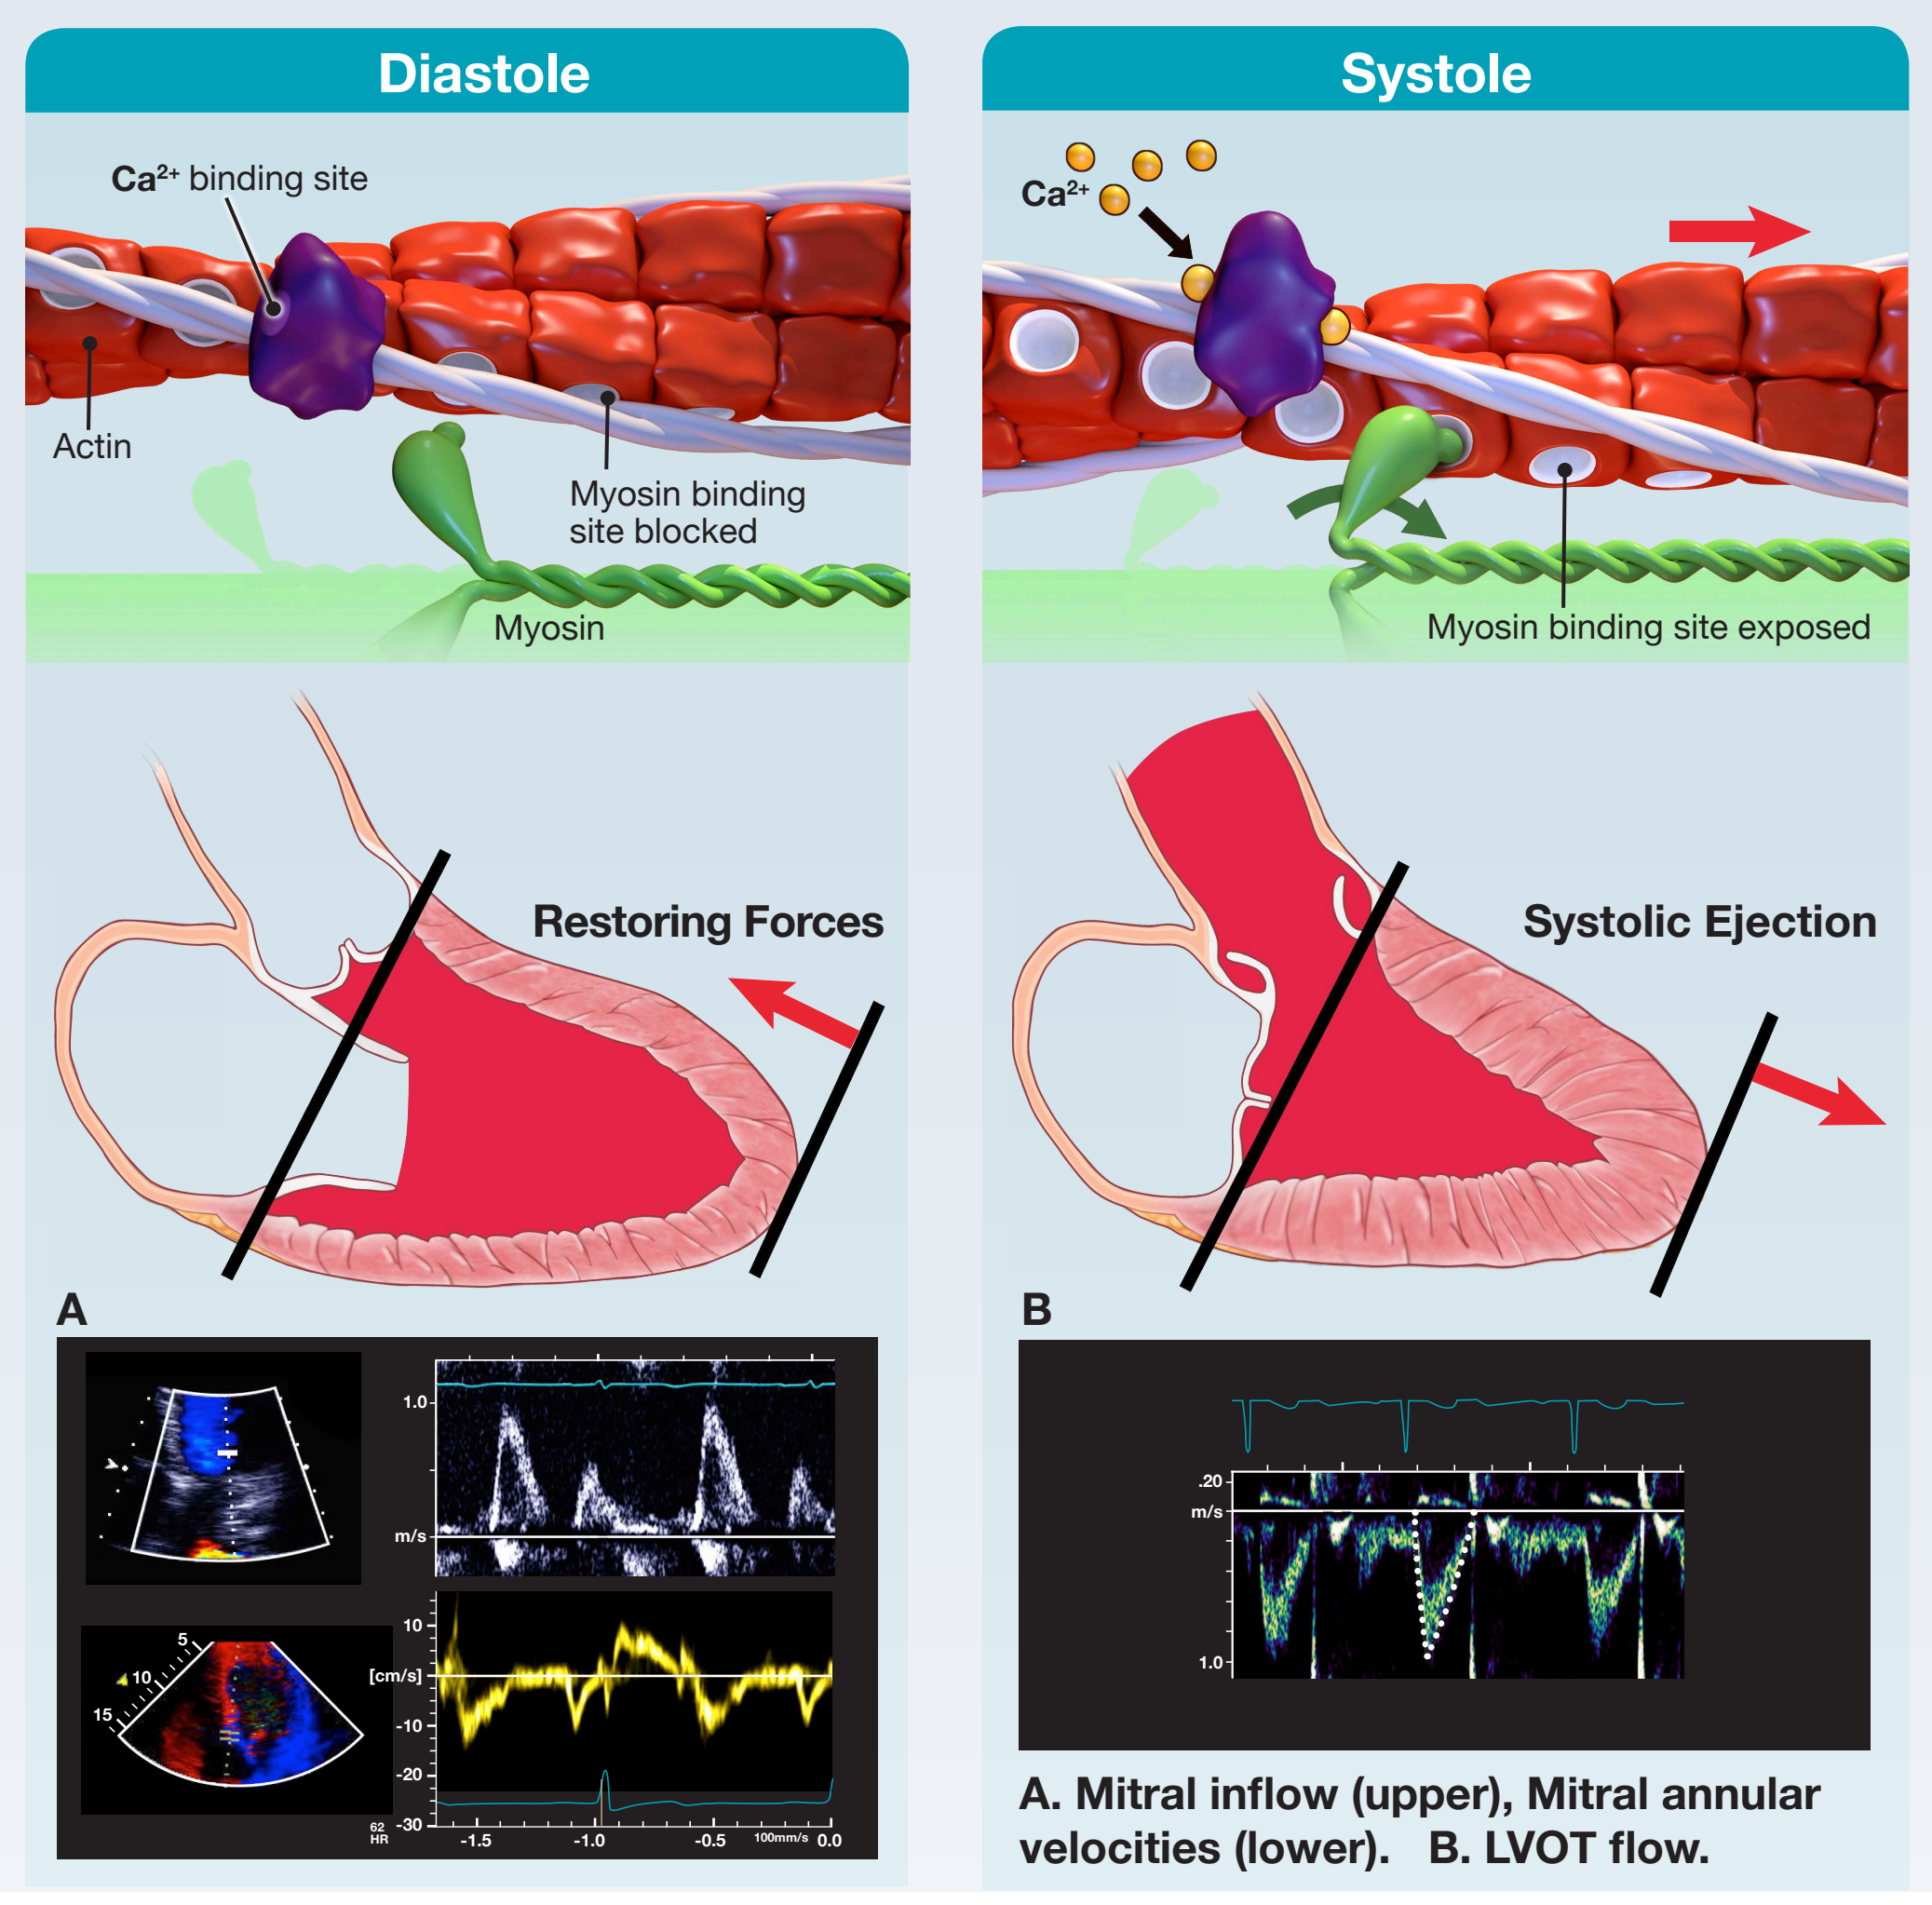 Diastole
Ca²⁺ binding site
Actin
Myosin binding
site blocked
Myosin
Restoring Forces
A
1.0
m/s
5
10
15
10
[cm/s]
-10
-20
-30
62
HR
-1.5
-1.0
-0.5
100mm/s
0.0
Systole
Ca²⁺
Myosin binding site exposed
Systolic Ejection
B
.20
m/s
1.0
A. Mitral inflow (upper), Mitral annular
velocities (lower). B. LVOT flow.